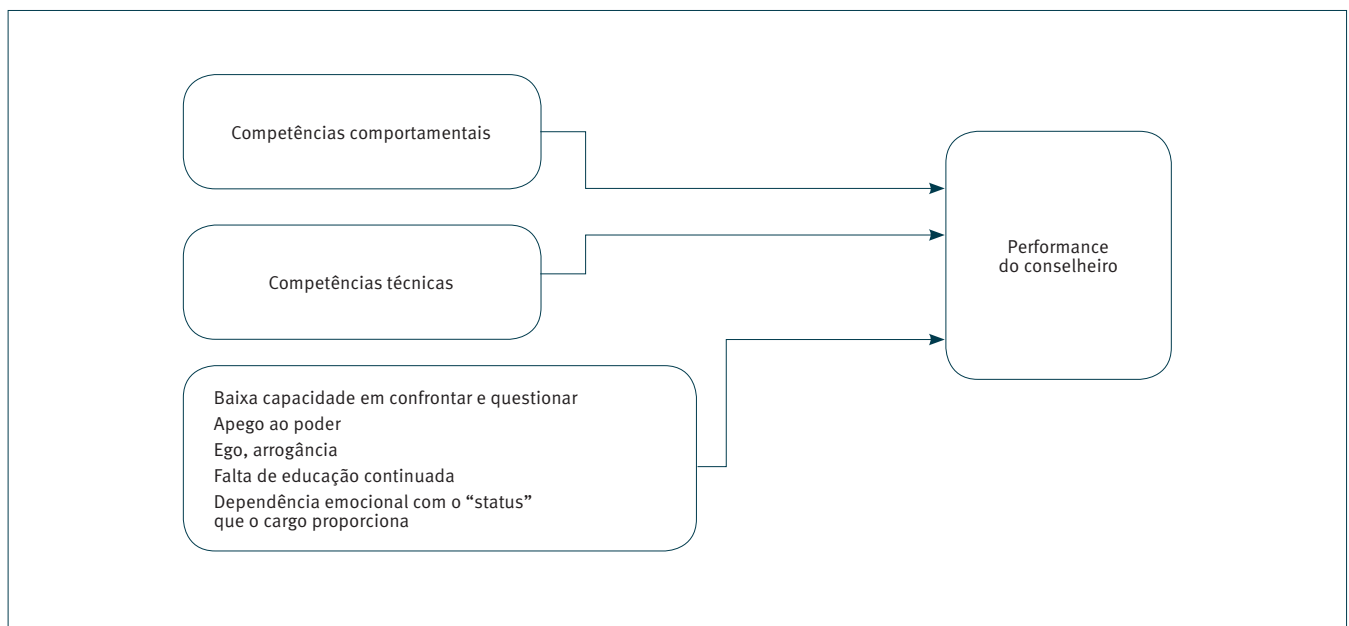 Competências comportamentais
Competências técnicas
Baixa capacidade em confrontar e questionar
Apego ao poder
Ego, arrogância
Falta de educação continuada
Dependência emocional com o “status”
que o cargo proporciona
Performance
do conselheiro